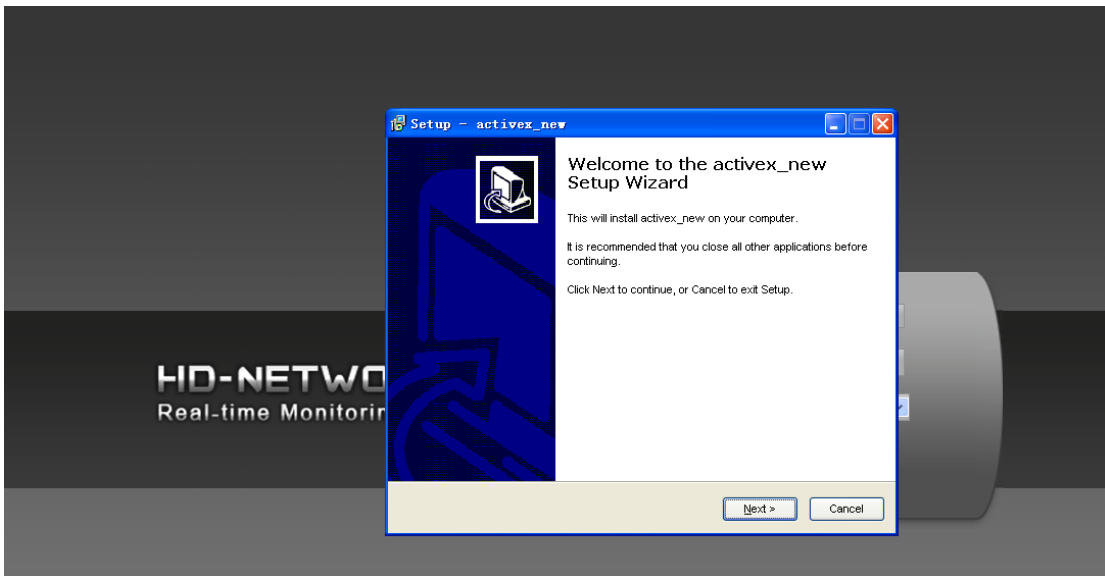 Setup - activex_new
Welcome to the activex_new
Setup Wizard
This will install activex_new on your computer.
It is recommended that you close all other applications before
continuing.
Click Next to continue, or Cancel to exit Setup.
HD-NETWO
Real-time Monitorin
Next >
Cancel